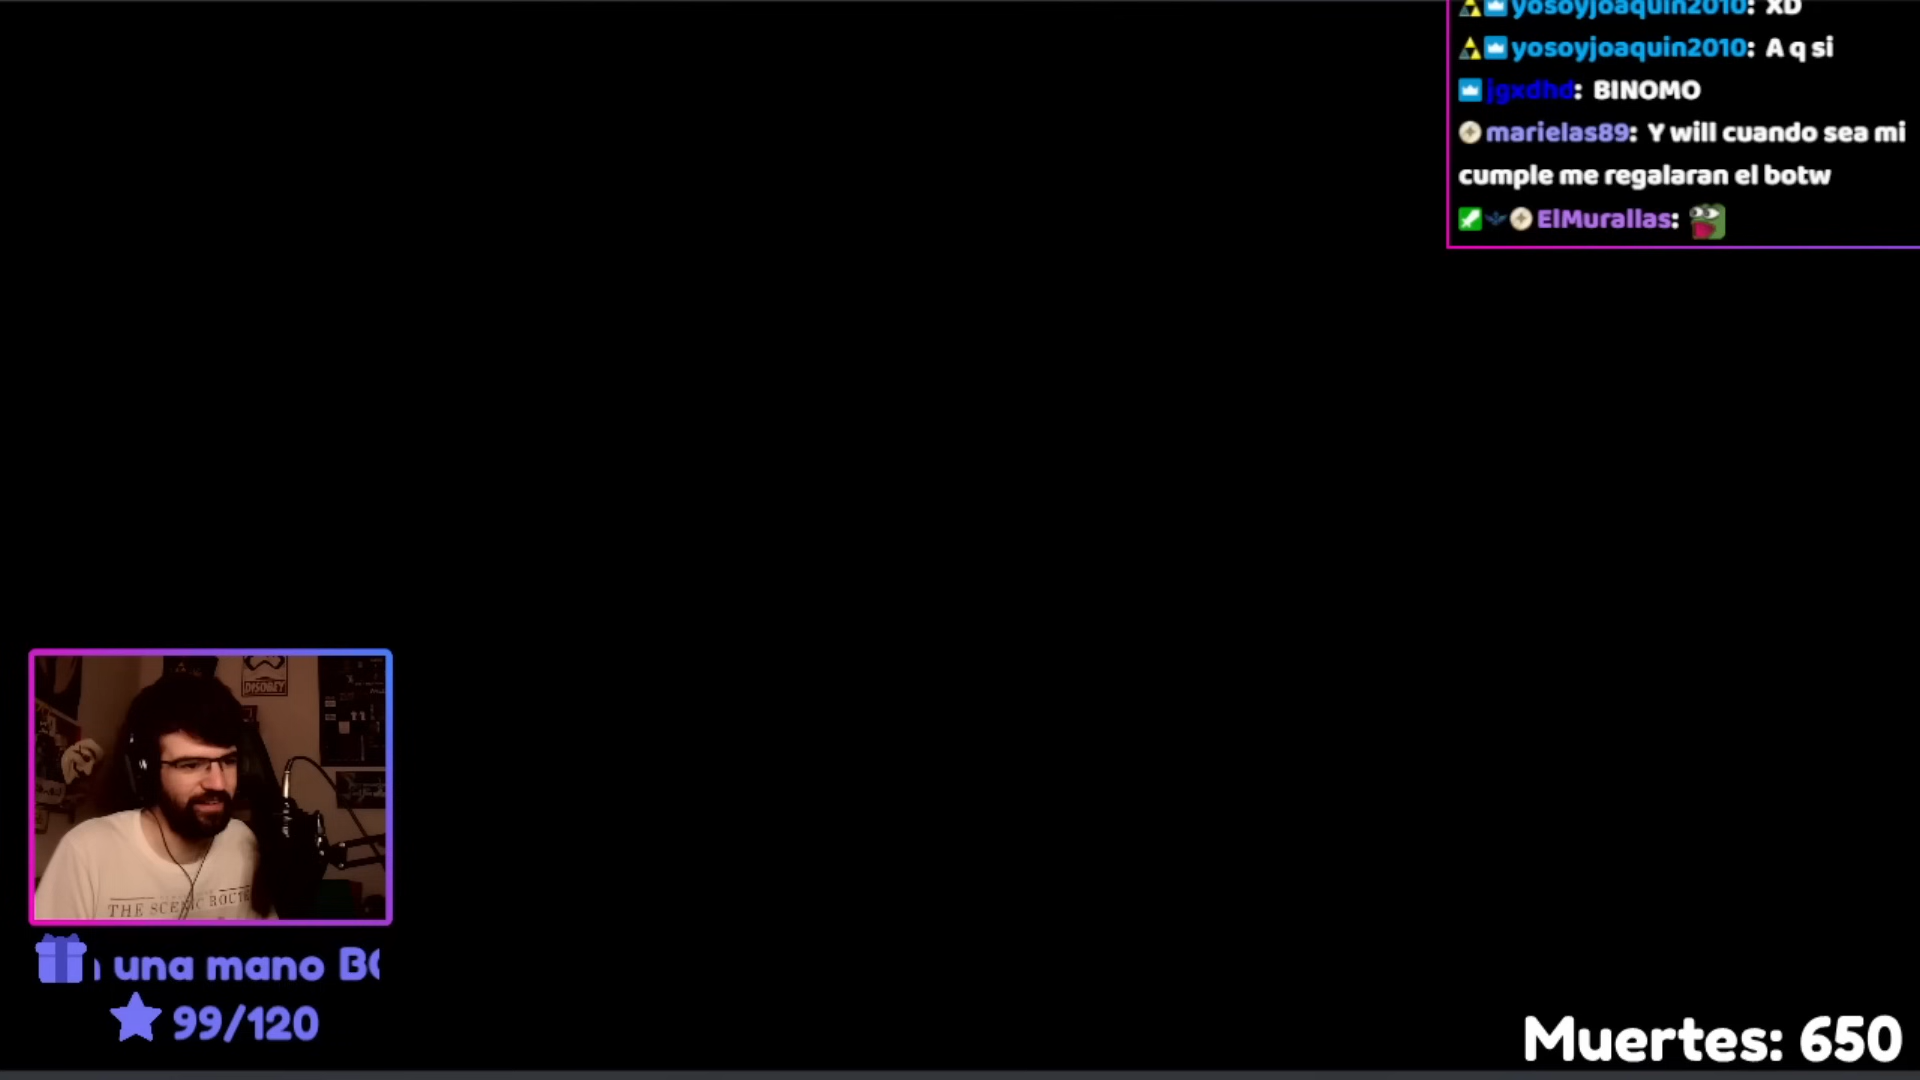 yosoyjoaquin2010: XD
yosoyjoaquin2010: A q si
jgxdhd: BINOMO
marielas89: Y will cuando sea mi
cumple me regalaran el botw
ElMurallas:
DISOBEY
THE SCENIC ROUTE
una mano
99/120
Muertes: 650